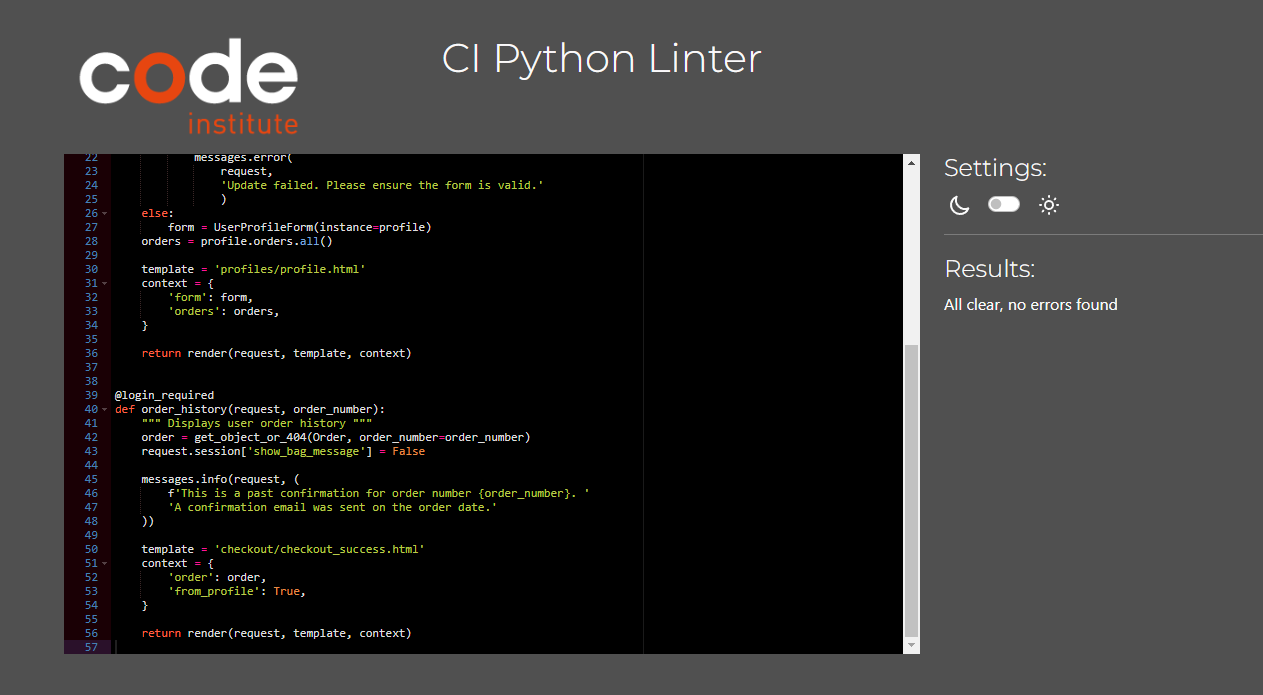 code
institute
CI Python Linter
22 messages.error(
23 request,
24 'Update failed. Please ensure the form is valid.'
25 )
26 else:
27 form = UserProfileForm(instance=profile)
28 orders = profile.orders.all()
29
30 template = 'profiles/profile.html'
31 context = {
32 'form': form,
33 'orders': orders,
34 }
35
36 return render(request, template, context)
37
38
39 @login_required
40 def order_history(request, order_number):
41 """ Displays user order history """
42 order = get_object_or_404(Order, order_number=order_number)
43 request.session['show_bag_message'] = False
44
45 messages.info(request, (
46 f'This is a past confirmation for order number {order_number}. '
47 'A confirmation email was sent on the order date.'
48 ))
49
50 template = 'checkout/checkout_success.html'
51 context = {
52 'order': order,
53 'from_profile': True,
54 }
55
56 return render(request, template, context)
57
Settings:
Results:
All clear, no errors found